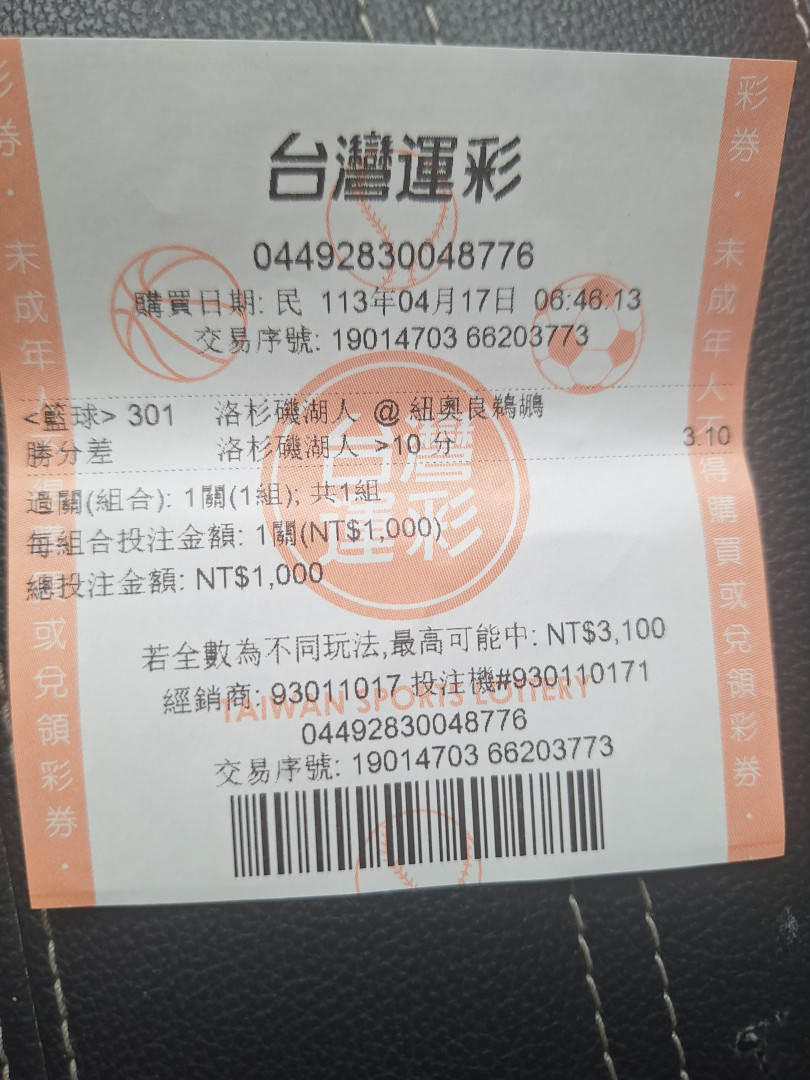 台灣運彩
04492830048776
購買日期: 民 113年04月17日 06:46:13
交易序號: 19014703 66203773
<籃球> 301 洛杉磯湖人 @ 紐奧良鵜鶘
勝分差 洛杉磯湖人 >10 分 3.10
過關(組合): 1關(1組); 共1組
每組合投注金額: 1關(NT$1,000)
總投注金額: NT$1,000
若全數為不同玩法,最高可能中: NT$3,100
經銷商: 93011017 投注機#930110171
TAIWAN SPORTS LOTTERY
04492830048776
交易序號: 19014703 66203773
台灣
運彩
彩券・未成年人不得購買或兌領彩券・
彩券・未成年人不得購買或兌領彩券・